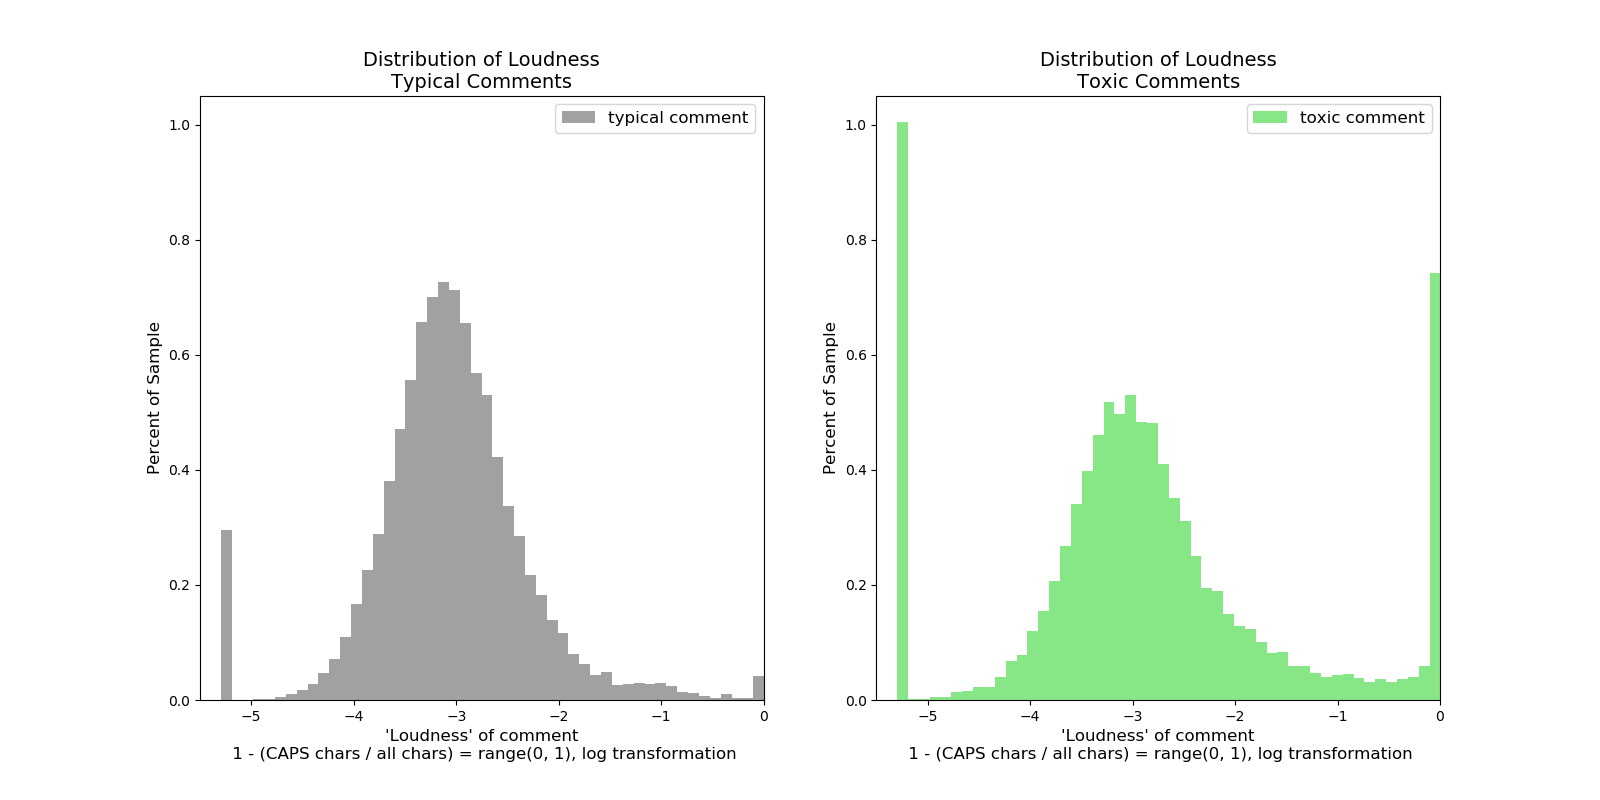 Distribution of Loudness
Typical Comments
typical comment
1.0
0.8
0.6
0.4
0.2
0.0
Percent of Sample
−5 −4 −3 −2 −1 0
'Loudness' of comment
1 - (CAPS chars / all chars) = range(0, 1), log transformation
Distribution of Loudness
Toxic Comments
toxic comment
1.0
0.8
0.6
0.4
0.2
0.0
Percent of Sample
−5 −4 −3 −2 −1 0
'Loudness' of comment
1 - (CAPS chars / all chars) = range(0, 1), log transformation